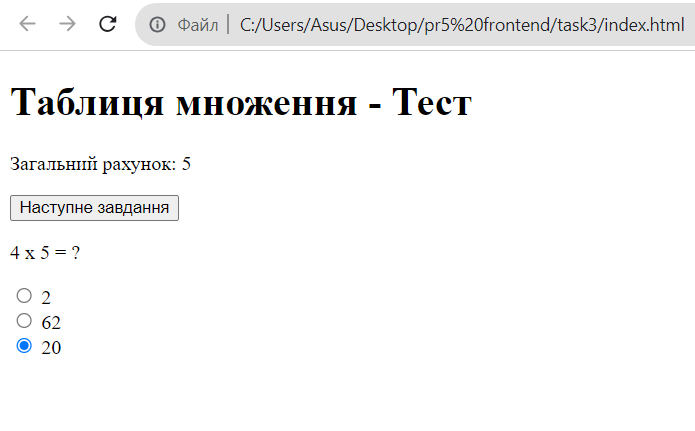 Файл C:/Users/Asus/Desktop/pr5%20frontend/task3/index.html
Таблиця множення - Тест
Загальний рахунок: 5
Наступне завдання
4 x 5 = ?
2
62
20